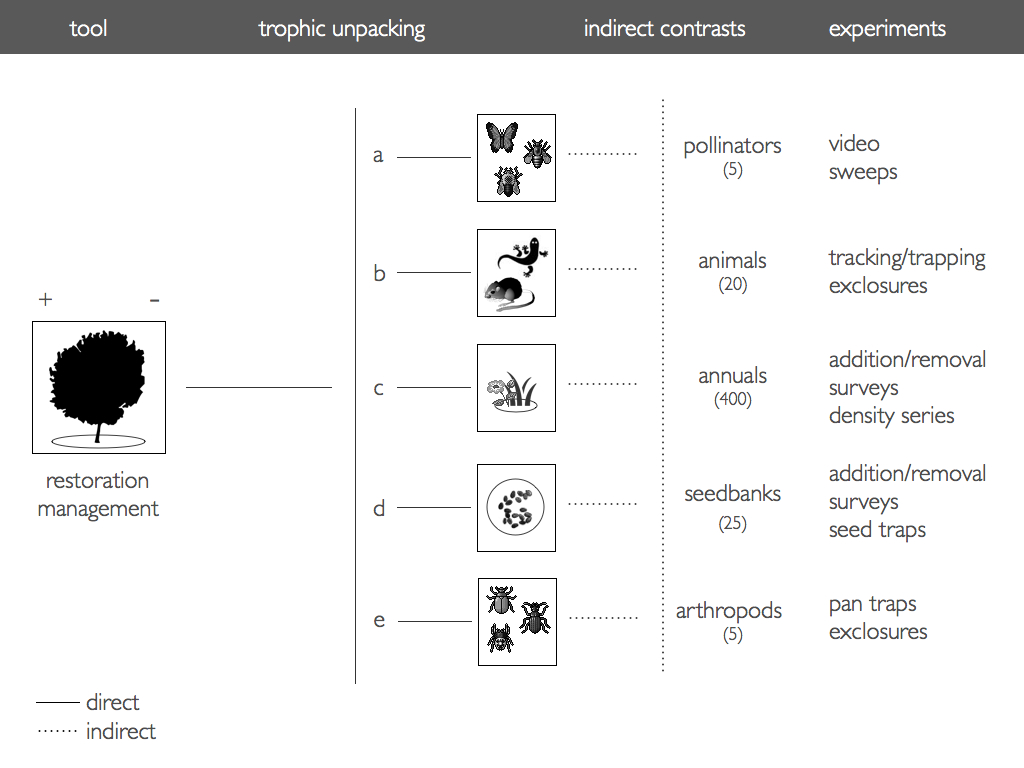 tool
trophic unpacking
indirect contrasts
experiments
+
-
restoration
management
a
pollinators
(5)
video
sweeps
b
animals
(20)
tracking/trapping
exclosures
c
annuals
(400)
addition/removal
surveys
density series
d
seedbanks
(25)
addition/removal
surveys
seed traps
e
arthropods
(5)
pan traps
exclosures
direct
indirect